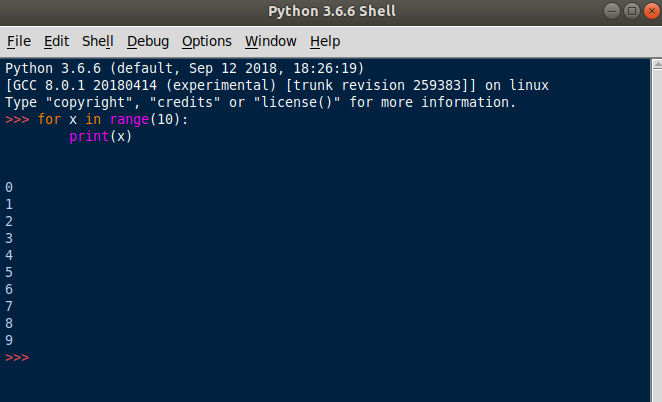 Python 3.6.6 Shell
File Edit Shell Debug Options Window Help
Python 3.6.6 (default, Sep 12 2018, 18:26:19)
[GCC 8.0.1 20180414 (experimental) [trunk revision 259383]] on linux
Type "copyright", "credits" or "license()" for more information.
>>> for x in range(10):
        print(x)
0
1
2
3
4
5
6
7
8
9
>>>